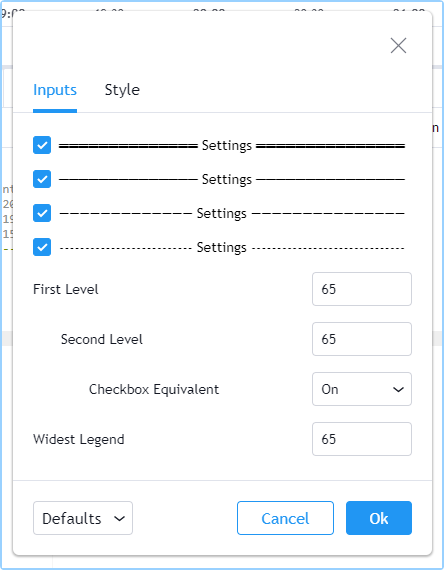 Inputs Style
══════════════ Settings ═══════════════
────────────── Settings ───────────────
───────────── Settings ───────────────
------------------------- Settings ----------------------------
First Level 65
Second Level 65
Checkbox Equivalent On
Widest Legend 65
Defaults Cancel Ok